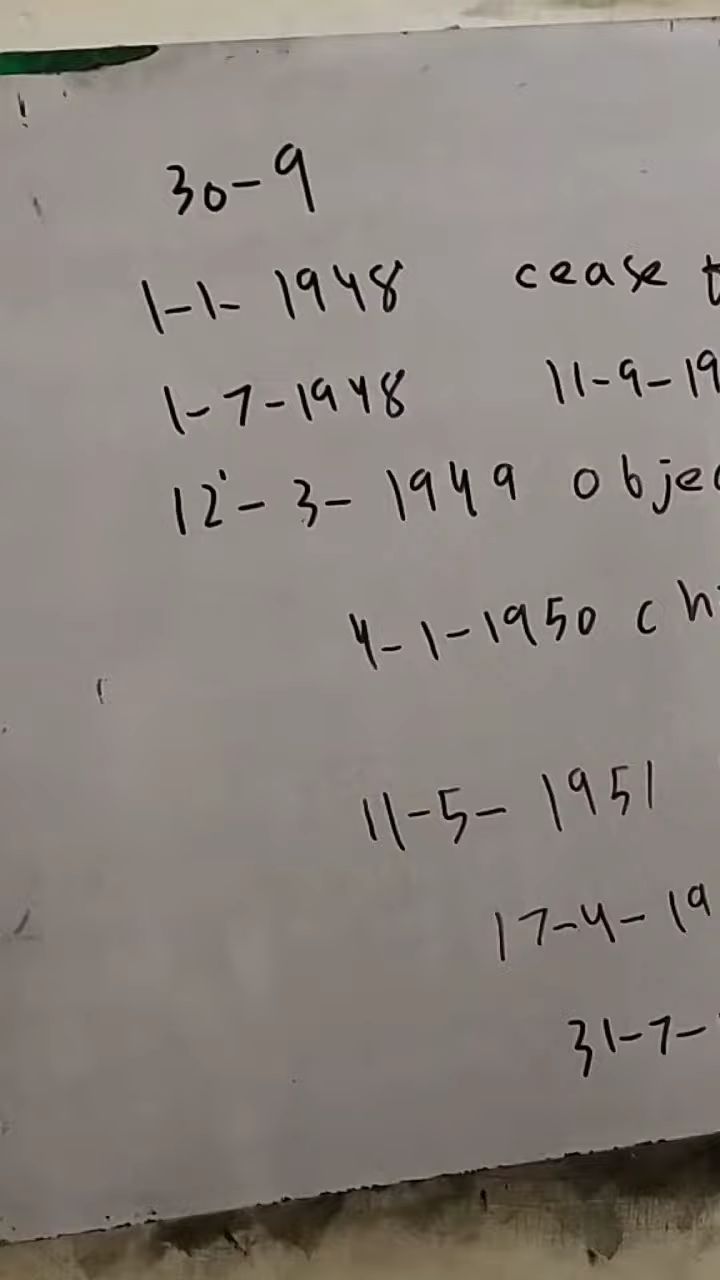 30-9
1-1- 1948 cease
1-7-1948 11-9-19
12-3- 1949 objec
4-1-1950 ch
11-5- 1951
17-4-19
31-7-